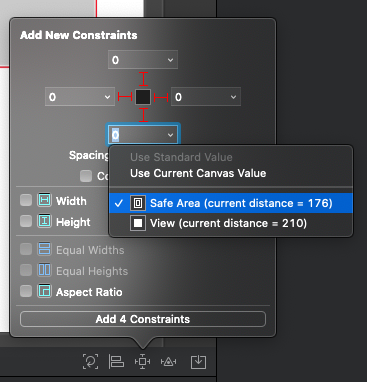 Add New Constraints
0
0
0
0
Spacing
Use Standard Value
Use Current Canvas Value
Co
Width
✓ Safe Area (current distance = 176)
Height
View (current distance = 210)
Equal Widths
Equal Heights
Aspect Ratio
Add 4 Constraints